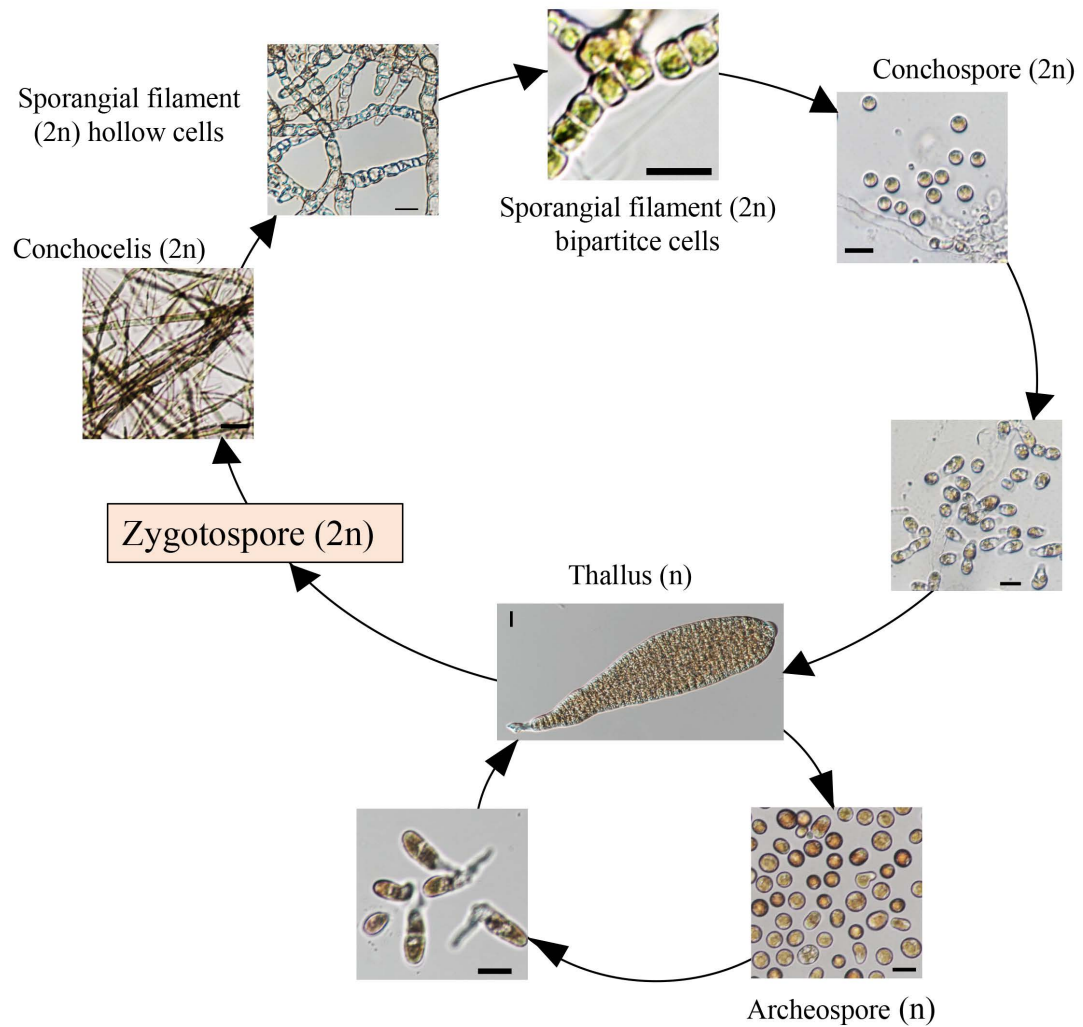 Conchospore (2n)
Sporangial filament
(2n) hollow cells
Sporangial filament (2n)
bipartitce cells
Conchocelis (2n)
Zygotospore (2n)
Thallus (n)
Archeospore (n)